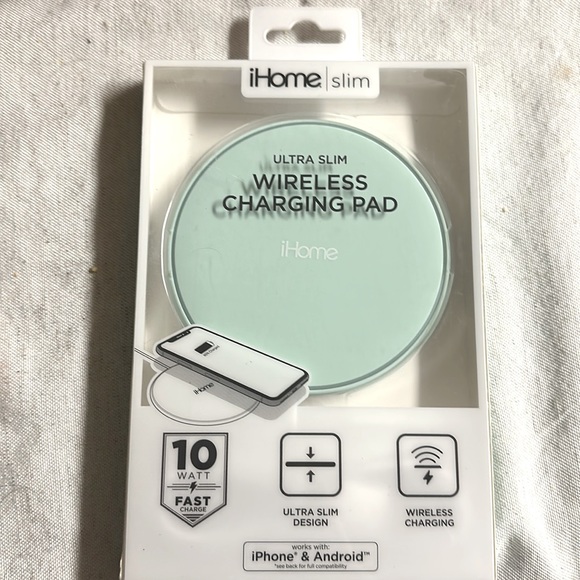 iHome | slim
ULTRA SLIM
WIRELESS
CHARGING PAD
iHome
iHome
10
WATT
FAST
CHARGE
ULTRA SLIM
DESIGN
WIRELESS
CHARGING
works with:
iPhone® & Android™
*see back for full compatibility